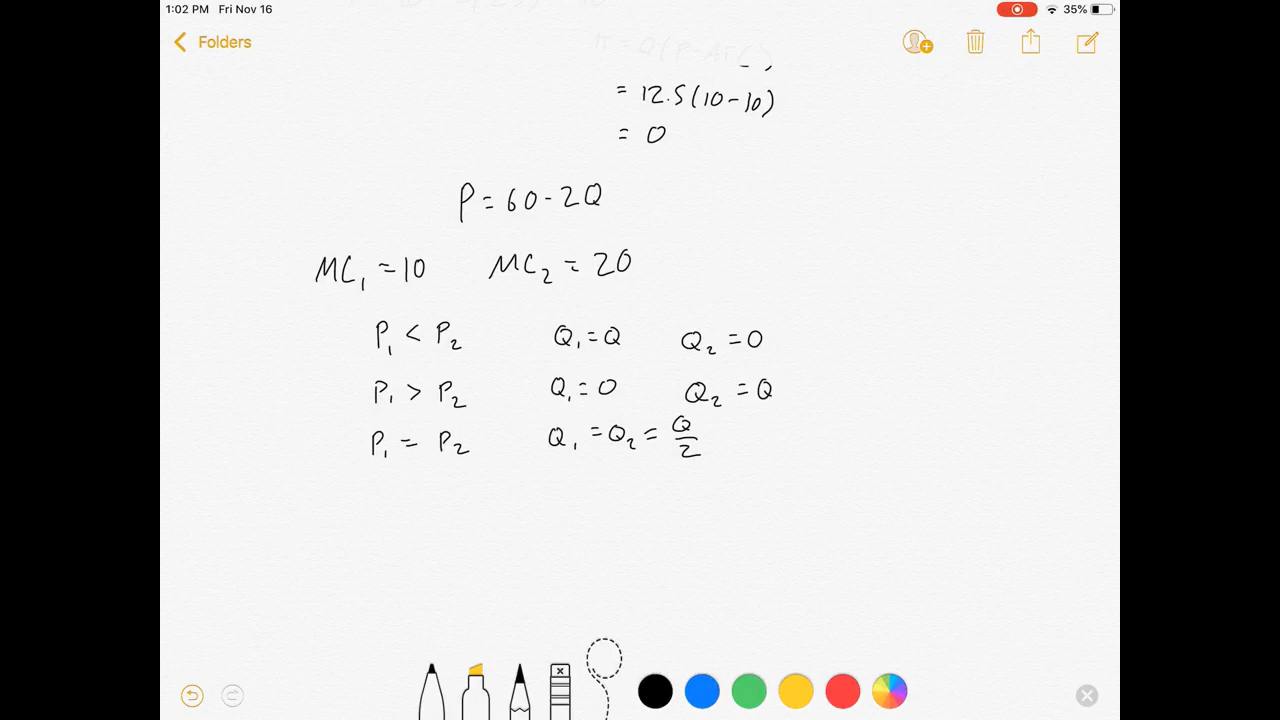 1:02 PM Fri Nov 16
35%
Folders
π = Q(P-ATC)
= 12.5(10-10)
= 0
P = 60-2Q
MC₁ = 10 MC₂ = 20
P₁ < P₂ Q₁ = Q Q₂ = 0
P₁ > P₂ Q₁ = 0 Q₂ = Q
P₁ = P₂ Q₁ = Q₂ = Q/2